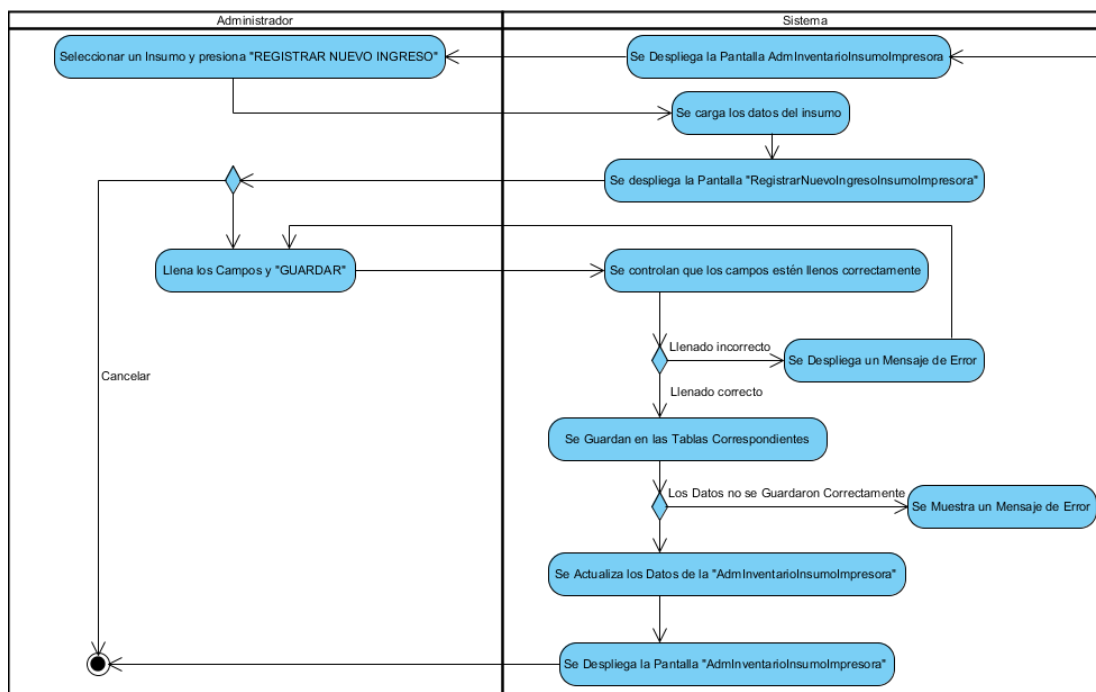 Administrador
Sistema
Seleccionar un Insumo y presiona "REGISTRAR NUEVO INGRESO"
Se Despliega la Pantalla AdmInventarioInsumoImpresora
Se carga los datos del insumo
Se despliega la Pantalla "RegistrarNuevoIngresoInsumoImpresora"
Llena los Campos y "GUARDAR"
Se controlan que los campos estén llenos correctamente
Llenado incorrecto
Se Despliega un Mensaje de Error
Cancelar
Llenado correcto
Se Guardan en las Tablas Correspondientes
Los Datos no se Guardaron Correctamente
Se Muestra un Mensaje de Error
Se Actualiza los Datos de la "AdmInventarioInsumoImpresora"
Se Despliega la Pantalla "AdmInventarioInsumoImpresora"